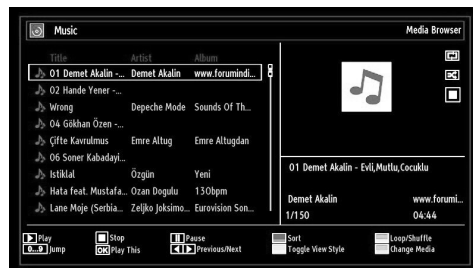 Music Media Browser
Title Artist Album
01 Demet Akalin -... Demet Akalin www.forumindi...
02 Hande Yener -...
Wrong Depeche Mode Sounds Of Th...
04 Gökhan Özen -...
Çifte Kavrulmus Emre Altug Emre Altugdan
06 Soner Kabadayi...
Istiklal Özgün Yeni
Hata feat. Mustafa... Ozan Dogulu 130bpm
Lane Moje (Serbia... Zeljko Joksimo... Eurovision Son...
01 Demet Akalin - Evli,Mutlu,Cocuklu
Demet Akalin www.forumi...
1/150 04:44
Play Stop Pause Sort Loop/Shuffle
0...9 Jump OK Play This Previous/Next Toggle View Style Change Media